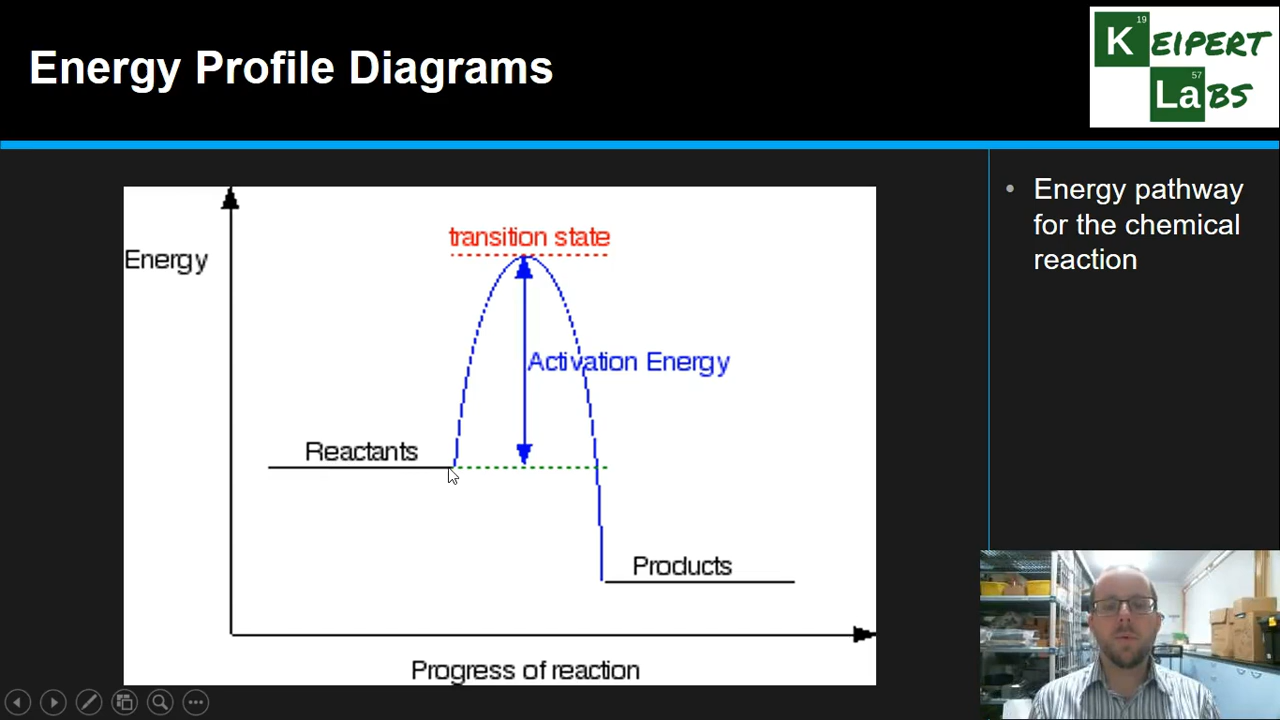 Energy Profile Diagrams
19
K EIPERT
57
La BS
Energy
transition state
Activation Energy
Reactants
Products
Progress of reaction
• Energy pathway
for the chemical
reaction